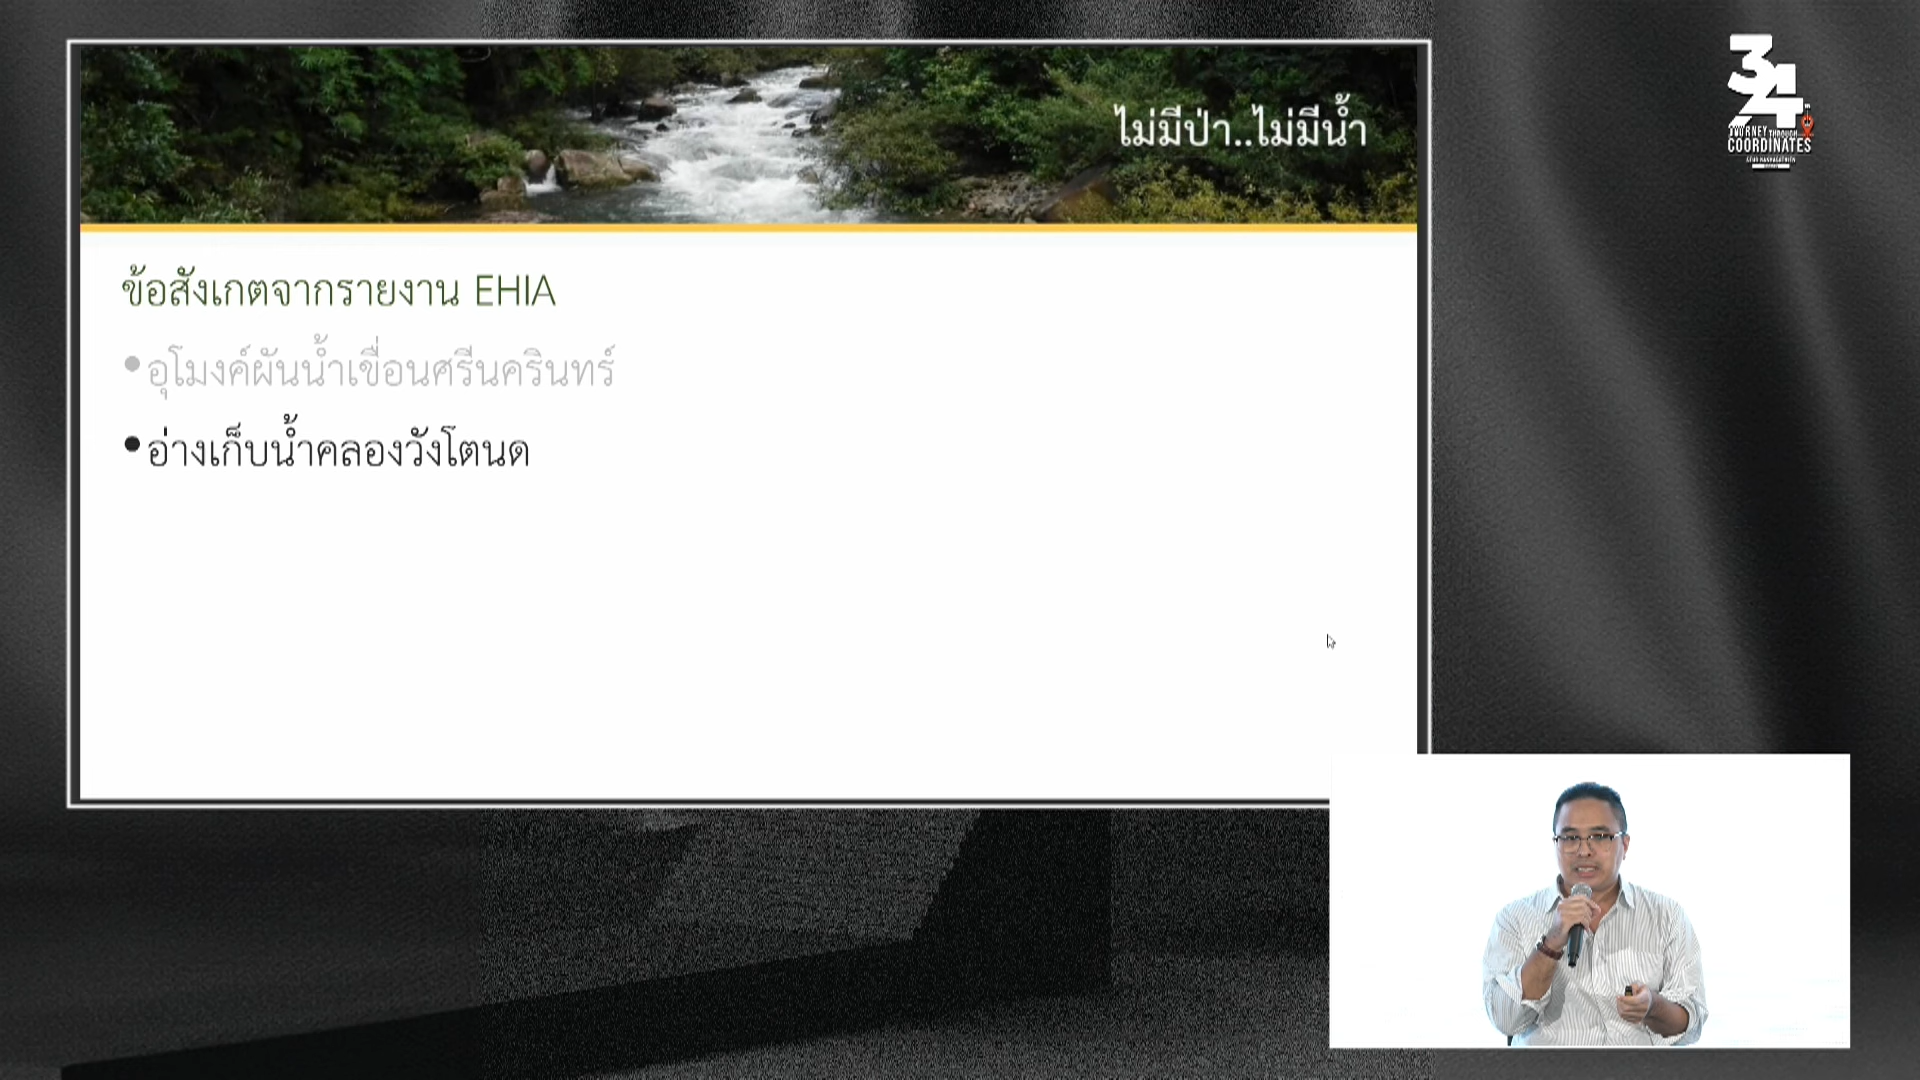 ไม่มีป่า..ไม่มีน้ำ
34
JOURNEY THROUGH
COORDINATES
ข้อสังเกตจากรายงาน EHIA
•อุโมงค์ผันน้ำเขื่อนศรีนครินทร์
•อ่างเก็บน้ำคลองวังโตนด